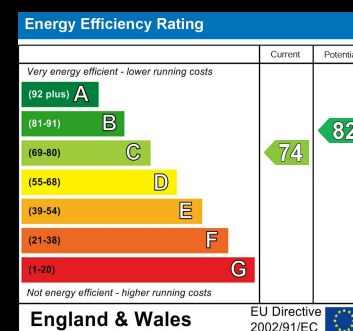 Energy Efficiency Rating
Current Potentia
Very energy efficient - lower running costs
(92 plus) A
(81-91) B
82
(69-80) C
74
(55-68) D
(39-54) E
(21-38) F
(1-20) G
Not energy efficient - higher running costs
England & Wales
EU Directive
2002/91/EC